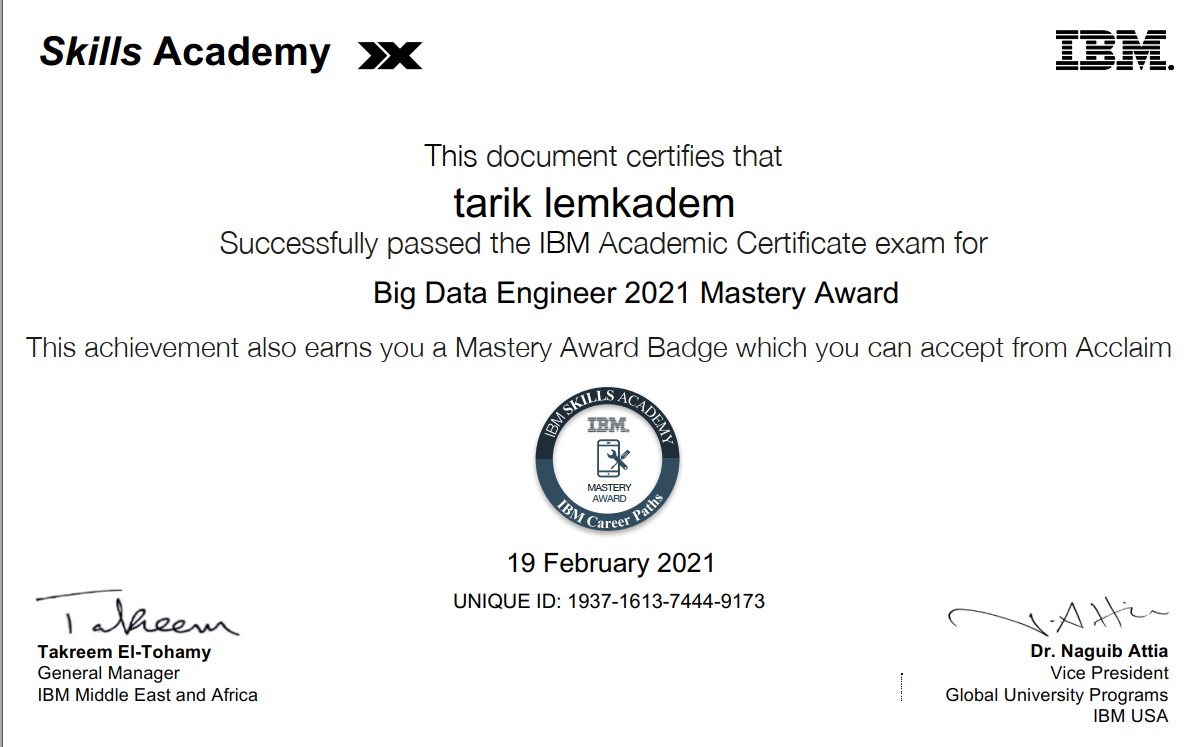 Skills Academy
IBM.
This document certifies that
tarik lemkadem
Successfully passed the IBM Academic Certificate exam for
Big Data Engineer 2021 Mastery Award
This achievement also earns you a Mastery Award Badge which you can accept from Acclaim
IBM SKILLS ACADEMY
IBM.
MASTERY
AWARD
IBM Career Paths
19 February 2021
UNIQUE ID: 1937-1613-7444-9173
Takreem
Takreem El-Tohamy
General Manager
IBM Middle East and Africa
N.Attia
Dr. Naguib Attia
Vice President
Global University Programs
IBM USA